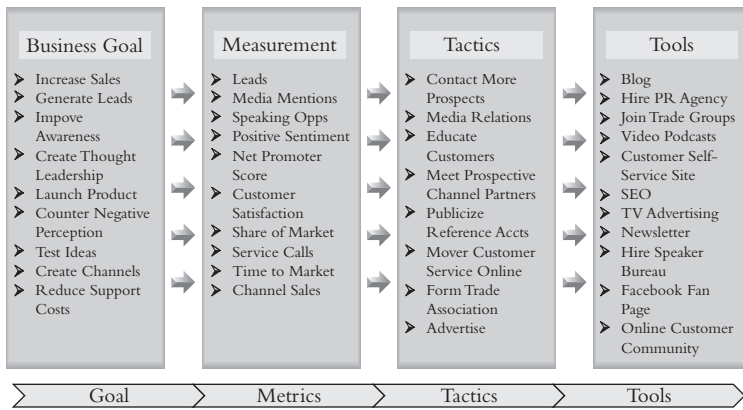 Business Goal
Increase Sales
Generate Leads
Impove
Awareness
Create Thought
Leadership
Launch Product
Counter Negative
Perception
Test Ideas
Create Channels
Reduce Support
Costs
Measurement
Leads
Media Mentions
Speaking Opps
Positive Sentiment
Net Promoter
Score
Customer
Satisfaction
Share of Market
Service Calls
Time to Market
Channel Sales
Tactics
Contact More
Prospects
Media Relations
Educate
Customers
Meet Prospective
Channel Partners
Publicize
Reference Accts
Mover Customer
Service Online
Form Trade
Association
Advertise
Tools
Blog
Hire PR Agency
Join Trade Groups
Video Podcasts
Customer Self-
Service Site
SEO
TV Advertising
Newsletter
Hire Speaker
Bureau
Facebook Fan
Page
Online Customer
Community
Goal
Metrics
Tactics
Tools